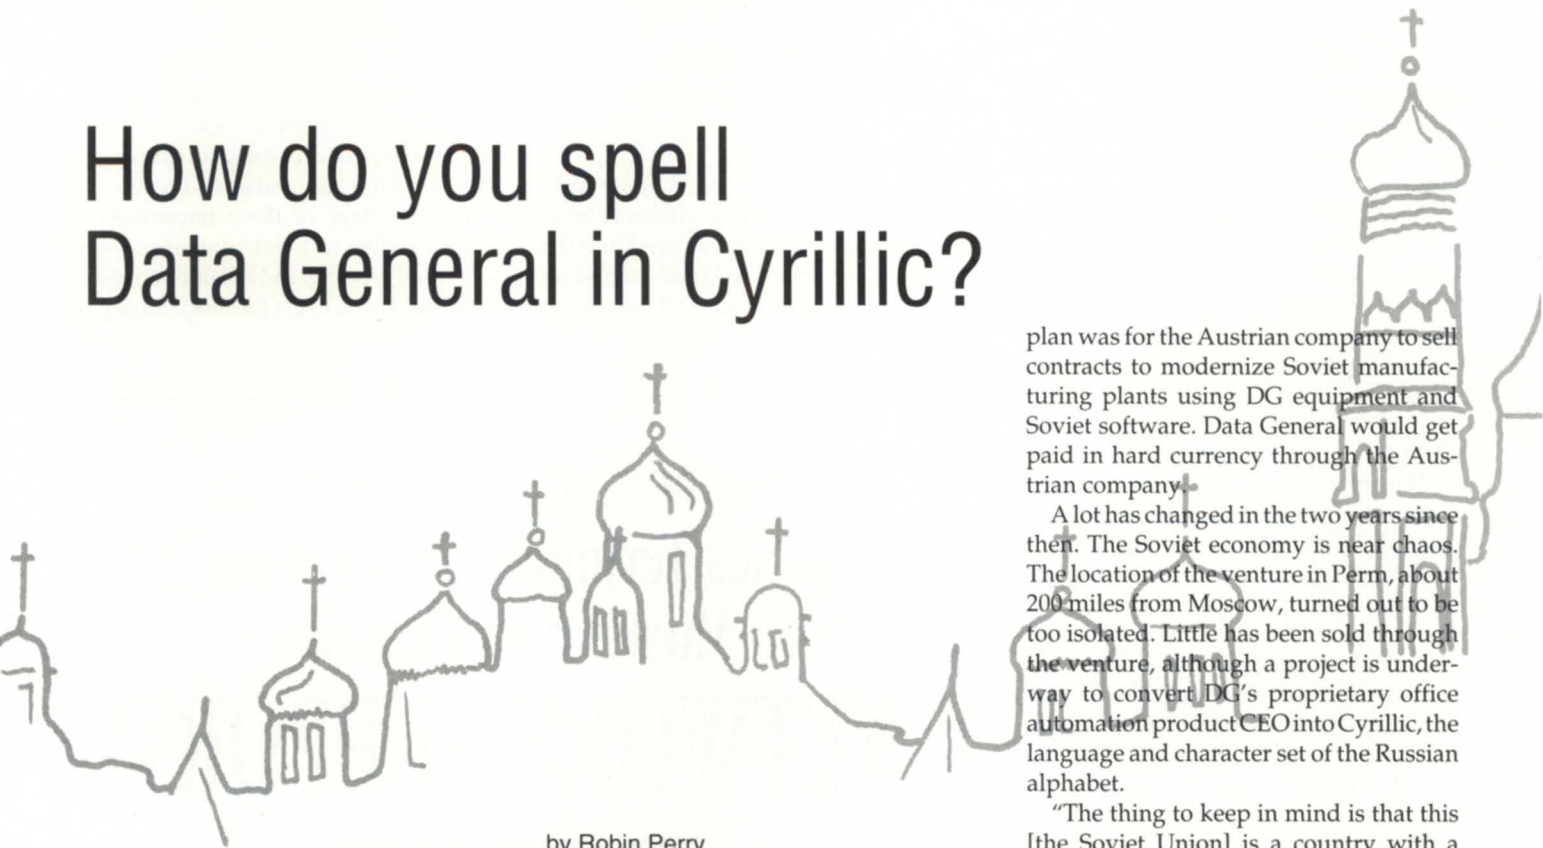 How do you spell
Data General in Cyrillic?
by Robin Perry
plan was for the Austrian company to sell
contracts to modernize Soviet manufac-
turing plants using DG equipment and
Soviet software. Data General would get
paid in hard currency through the Aus-
trian company.
A lot has changed in the two years since
then. The Soviet economy is near chaos.
The location of the venture in Perm, about
200 miles from Moscow, turned out to be
too isolated. Little has been sold through
the venture, although a project is under-
way to convert DG's proprietary office
automation product CEO into Cyrillic, the
language and character set of the Russian
alphabet.
"The thing to keep in mind is that this
[the Soviet Union] is a country with a